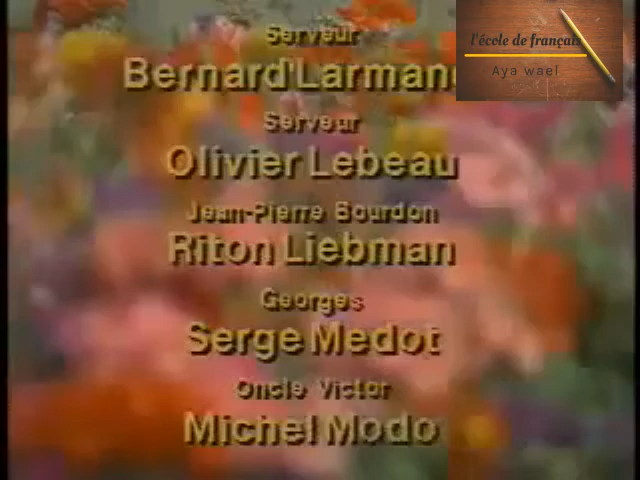 Serveur
Bernard Larman
l'école de français
Aya wael
Serveur
Olivier Lebeau
Jean-Pierre Bourdon
Riton Liebman
Georges
Serge Medot
Oncle Victor
Michel Modo